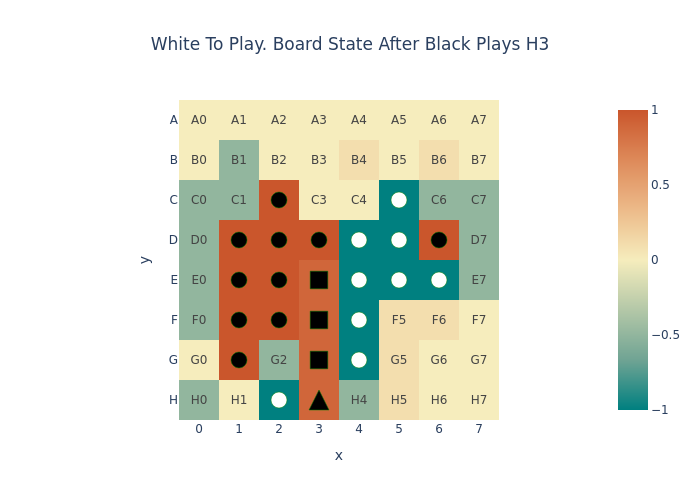 White To Play. Board State After Black Plays H3
A A0 A1 A2 A3 A4 A5 A6 A7
B B0 B1 B2 B3 B4 B5 B6 B7
C C0 C1 C3 C4 C6 C7
D D0 D7
E E0 E7
F F0 F5 F6 F7
G G0 G2 G5 G6 G7
H H0 H1 H4 H5 H6 H7
0 1 2 3 4 5 6 7
x
y
1
0.5
0
−0.5
−1